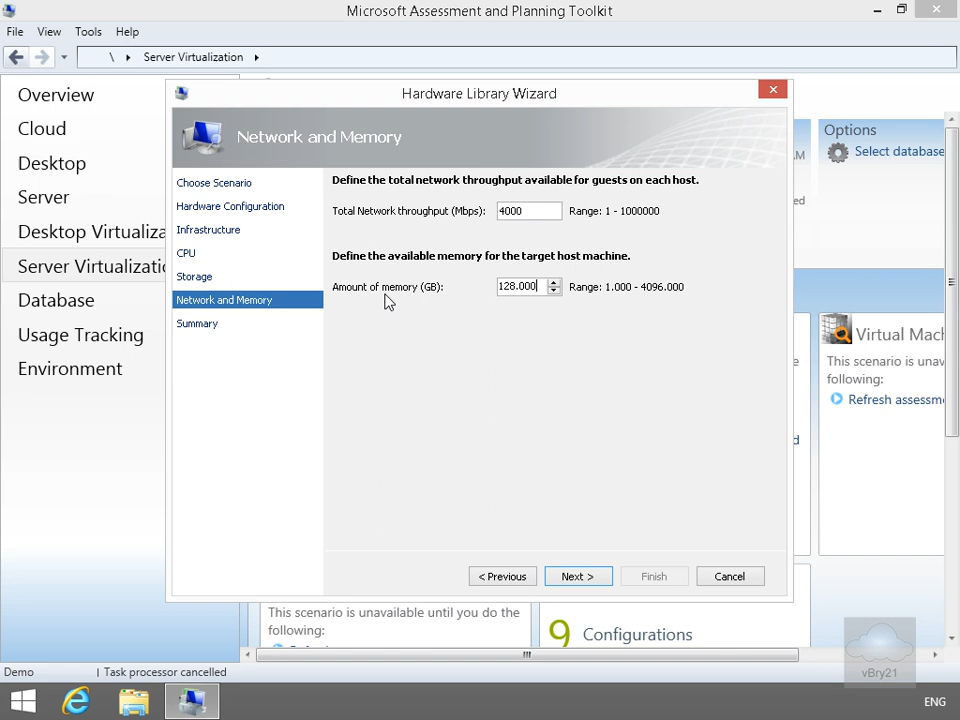 Microsoft Assessment and Planning Toolkit
File View Tools Help
\ Server Virtualization
Overview
Cloud
Desktop
Server
Desktop Virtualiza
Server Virtualizatio
Database
Usage Tracking
Environment
Hardware Library Wizard
Network and Memory
Choose Scenario
Hardware Configuration
Infrastructure
CPU
Storage
Network and Memory
Summary
Define the total network throughput available for guests on each host.
Total Network throughput (Mbps): 4000 Range: 1 - 1000000
Define the available memory for the target host machine.
Amount of memory (GB): 128.000 Range: 1.000 - 4096.000
< Previous Next > Finish Cancel
Options
Select database
AM
ed
Virtual Mach
This scenario is unav
following:
Refresh assessme
e
d
This scenario is unavailable until you do the
following:
9 Configurations
Demo Task processor cancelled
vBry21
ENG